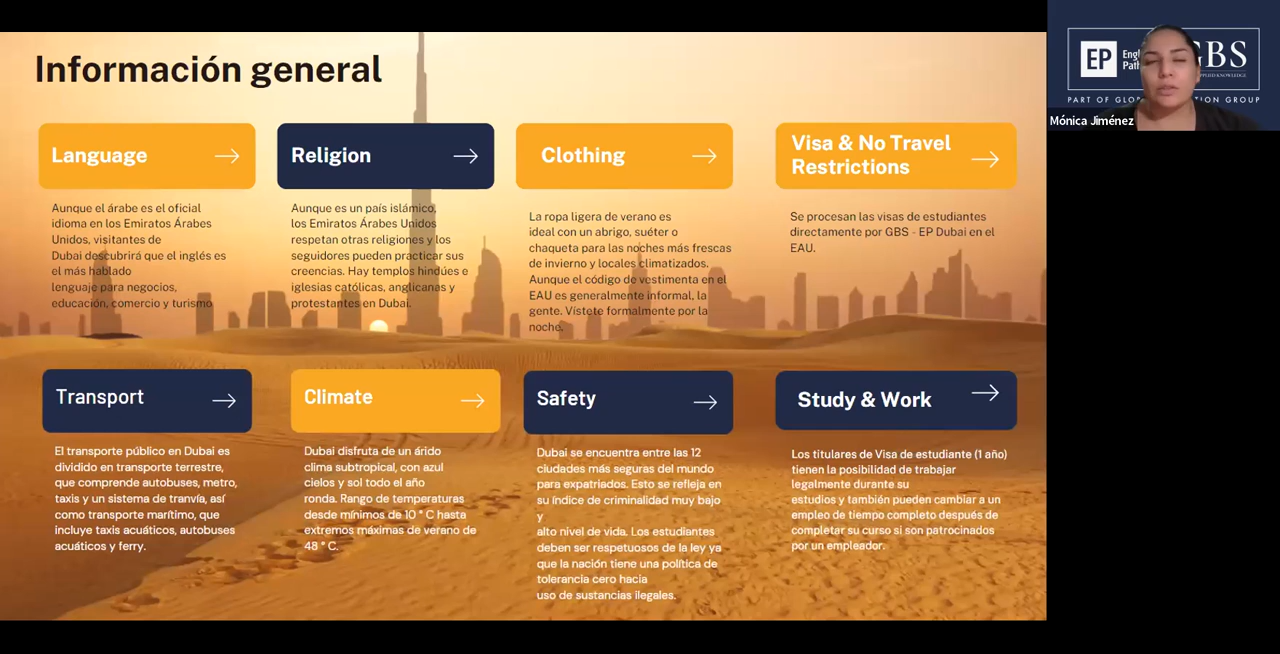 Información general
Language
Aunque el árabe es el oficial
idioma en los Emiratos Árabes
Unidos, visitantes de
Dubai descubrirá que el inglés es
el más hablado
lenguaje para negocios,
educación, comercio y turismo
Religion
Aunque es un país islámico,
los Emiratos Árabes Unidos
respetan otras religiones y los
seguidores pueden practicar sus
creencias. Hay templos hindúes e
iglesias católicas, anglicanas y
protestantes en Dubai.
Clothing
La ropa ligera de verano es
ideal con un abrigo, suéter o
chaqueta para las noches más frescas
de invierno y locales climatizados.
Aunque el código de vestimenta en el
EAU es generalmente informal, la
gente. Vístete formalmente por la
noche.
Visa & No Travel
Restrictions
Se procesan las visas de estudiantes
directamente por GBS - EP Dubai en el
EAU.
Transport
El transporte público en Dubai es
dividido en transporte terrestre,
que comprende autobuses, metro,
taxis y un sistema de tranvía, así
como transporte marítimo, que
incluye taxis acuáticos, autobuses
acuáticos y ferry.
Climate
Dubai disfruta de un árido
clima subtropical, con azul
cielos y sol todo el año
ronda. Rango de temperaturas
desde mínimos de 10 ° C hasta
extremos máximas de verano de
48 ° C.
Safety
Dubai se encuentra entre las 12
ciudades más seguras del mundo
para expatriados. Esto se refleja en
su índice de criminalidad muy bajo
y
alto nivel de vida. Los estudiantes
deben ser respetuosos de la ley ya
que la nación tiene una política de
tolerancia cero hacia
uso de sustancias ilegales.
Study & Work
Los titulares de Visa de estudiante (1 año)
tienen la posibilidad de trabajar
legalmente durante su
estudios y también pueden cambiar a un
empleo de tiempo completo después de
completar su curso si son patrocinados
por un empleador.
EP
GBS
PART OF GROUP
Mónica Jiménez